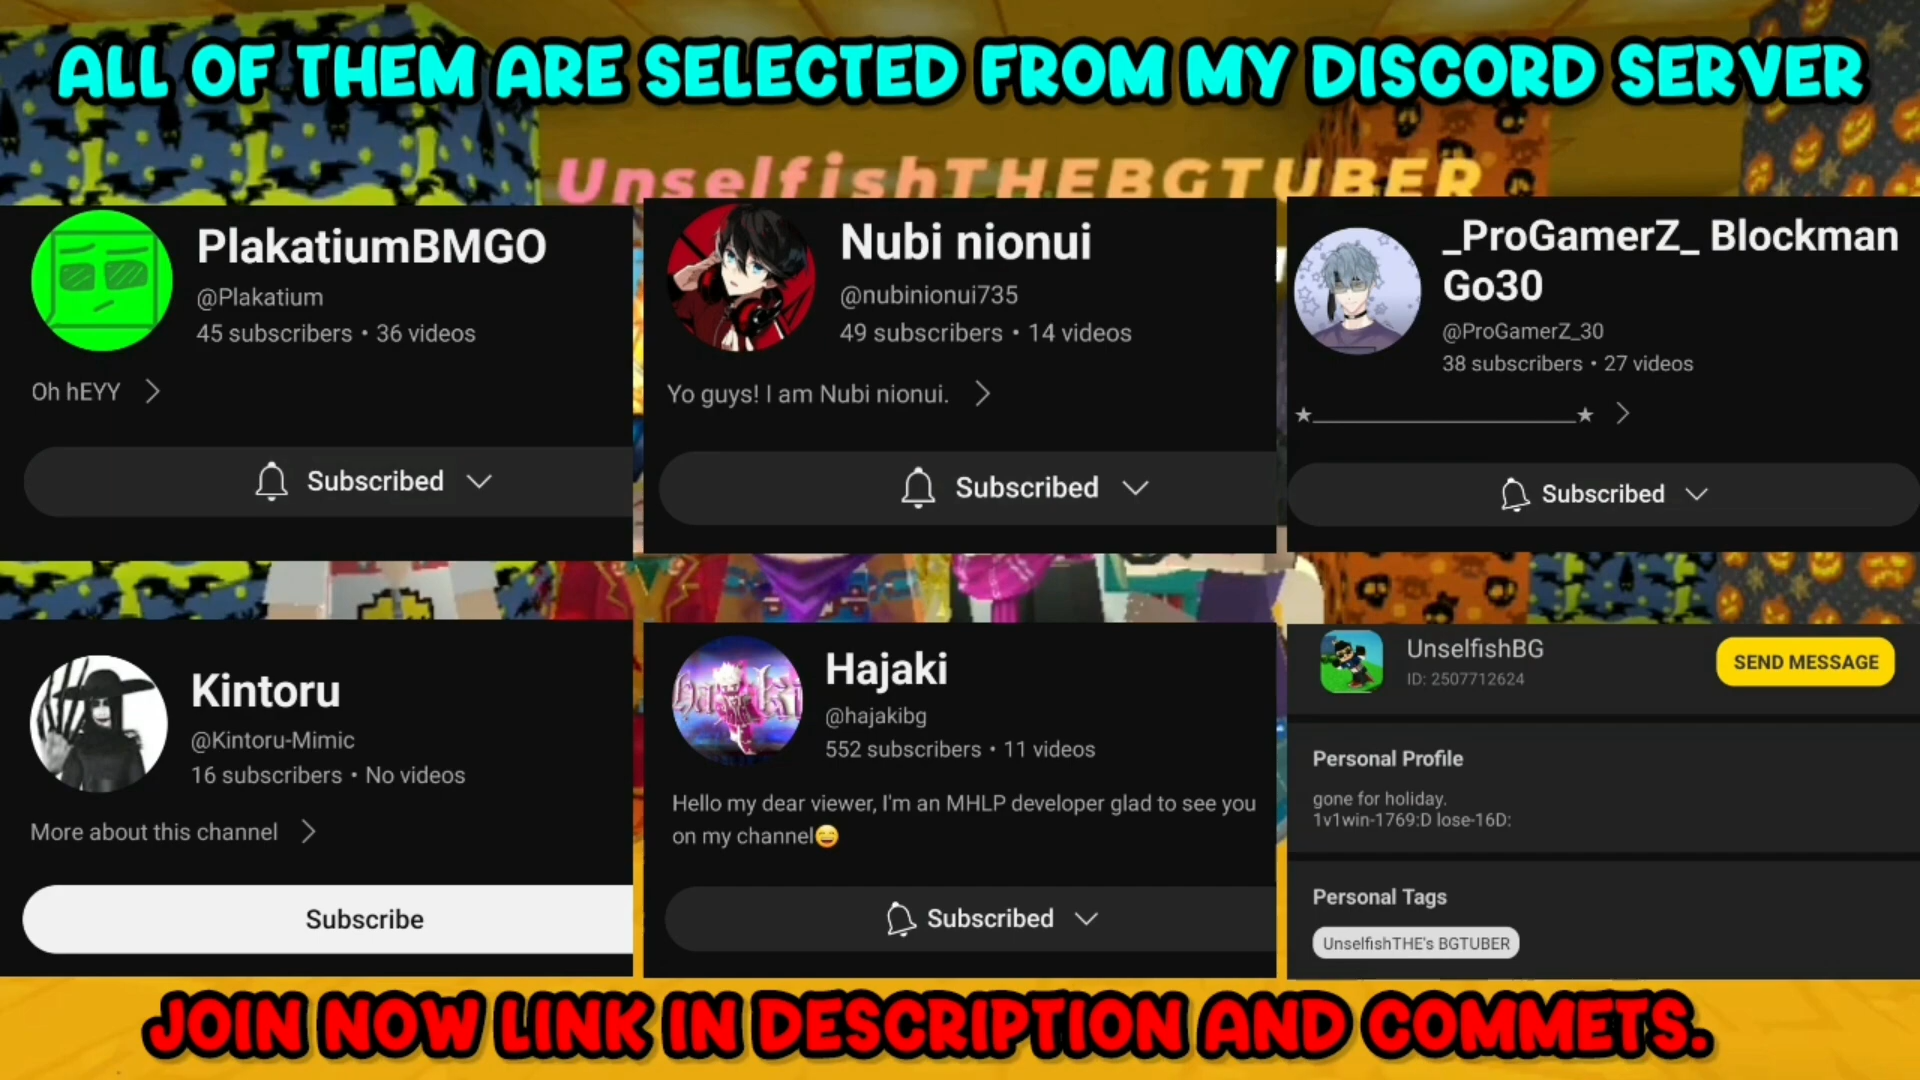 ALL OF THEM ARE SELECTED FROM MY DISCORD SERVER
UnselfishTHEBGTUBER
PlakatiumBMGO
@Plakatium
45 subscribers • 36 videos
Oh hEYY
Subscribed
Nubi nionui
@nubinionui735
49 subscribers • 14 videos
Yo guys! I am Nubi nionui.
Subscribed
_ProGamerZ_ Blockman
Go30
@ProGamerZ_30
38 subscribers • 27 videos
★____________________★
Subscribed
Kintoru
@Kintoru-Mimic
16 subscribers • No videos
More about this channel
Subscribe
Hajaki
@hajakibg
552 subscribers • 11 videos
Hello my dear viewer, I'm an MHLP developer glad to see you
on my channel😄
Subscribed
UnselfishBG
ID: 2507712624
SEND MESSAGE
Personal Profile
gone for holiday.
1v1win-1769:D lose-16D:
Personal Tags
UnselfishTHE's BGTUBER
JOIN NOW LINK IN DESCRIPTION AND COMMETS.